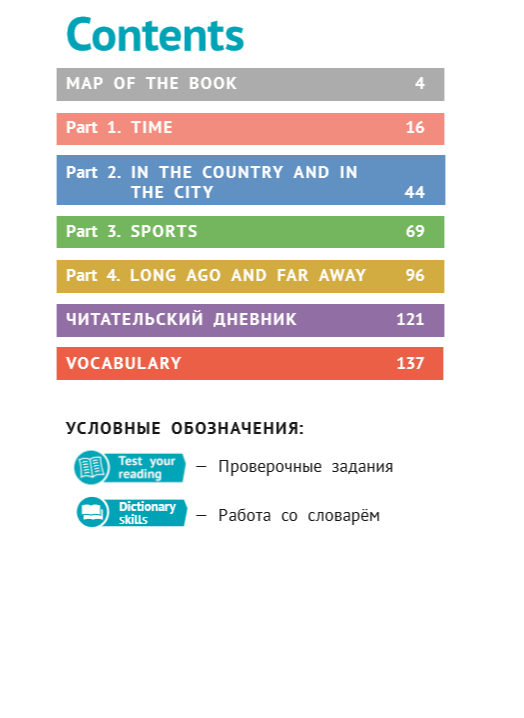 Contents
MAP OF THE BOOK 4
Part 1. TIME 16
Part 2. IN THE COUNTRY AND IN
THE CITY 44
Part 3. SPORTS 69
Part 4. LONG AGO AND FAR AWAY 96
ЧИТАТЕЛЬСКИЙ ДНЕВНИК 121
VOCABULARY 137
УСЛОВНЫЕ ОБОЗНАЧЕНИЯ:
Test your
reading — Проверочные задания
Dictionary
skills — Работа со словарём